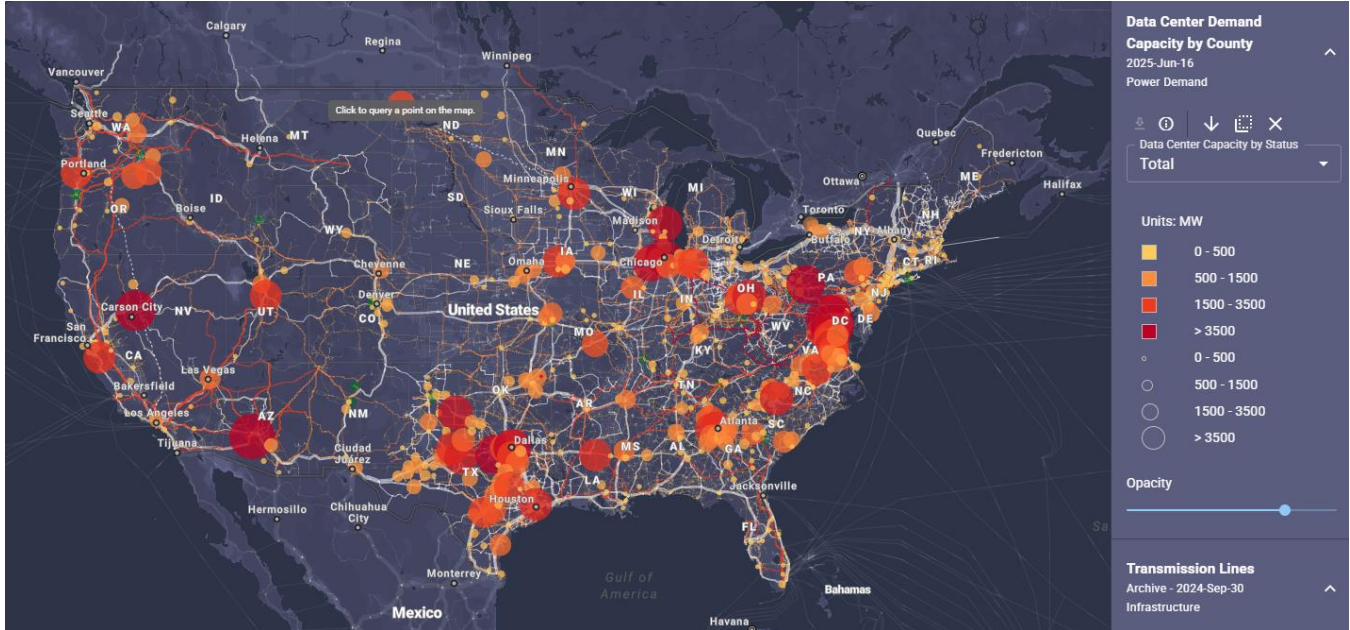 Calgary
Regina
Winnipeg
Vancouver
Seattle
WA
Helena
MT
Click to query a point on the map.
ND
MN
Quebec
Fredericton
Portland
Minneapolis
Ottawa
ME
Halifax
OR
ID
Boise
SD
Sioux Falls
WI
MI
Madison
Toronto
NH
WY
Detroit
Buffalo
NY
Albany
CT
RI
Cheyenne
NE
Omaha
IA
Chicago
PA
Carson City
NV
UT
Denver
CO
United States
IL
IN
OH
NJ
San
Francisco
CA
MO
WV
DC
DE
KY
VA
Las Vegas
Bakersfield
TN
NC
Los Angeles
AZ
NM
OK
AR
Atlanta
SC
Tijuana
Ciudad
Juárez
Dallas
MS
AL
GA
TX
LA
Jacksonville
Hermosillo
Chihuahua
City
Houston
FL
Monterrey
Gulf of
America
Bahamas
Mexico
Havana
Sa
Data Center Demand
Capacity by County
2025-Jun-16
Power Demand
Data Center Capacity by Status
Total
Units: MW
0 - 500
500 - 1500
1500 - 3500
> 3500
0 - 500
500 - 1500
1500 - 3500
> 3500
Opacity
Transmission Lines
Archive - 2024-Sep-30
Infrastructure